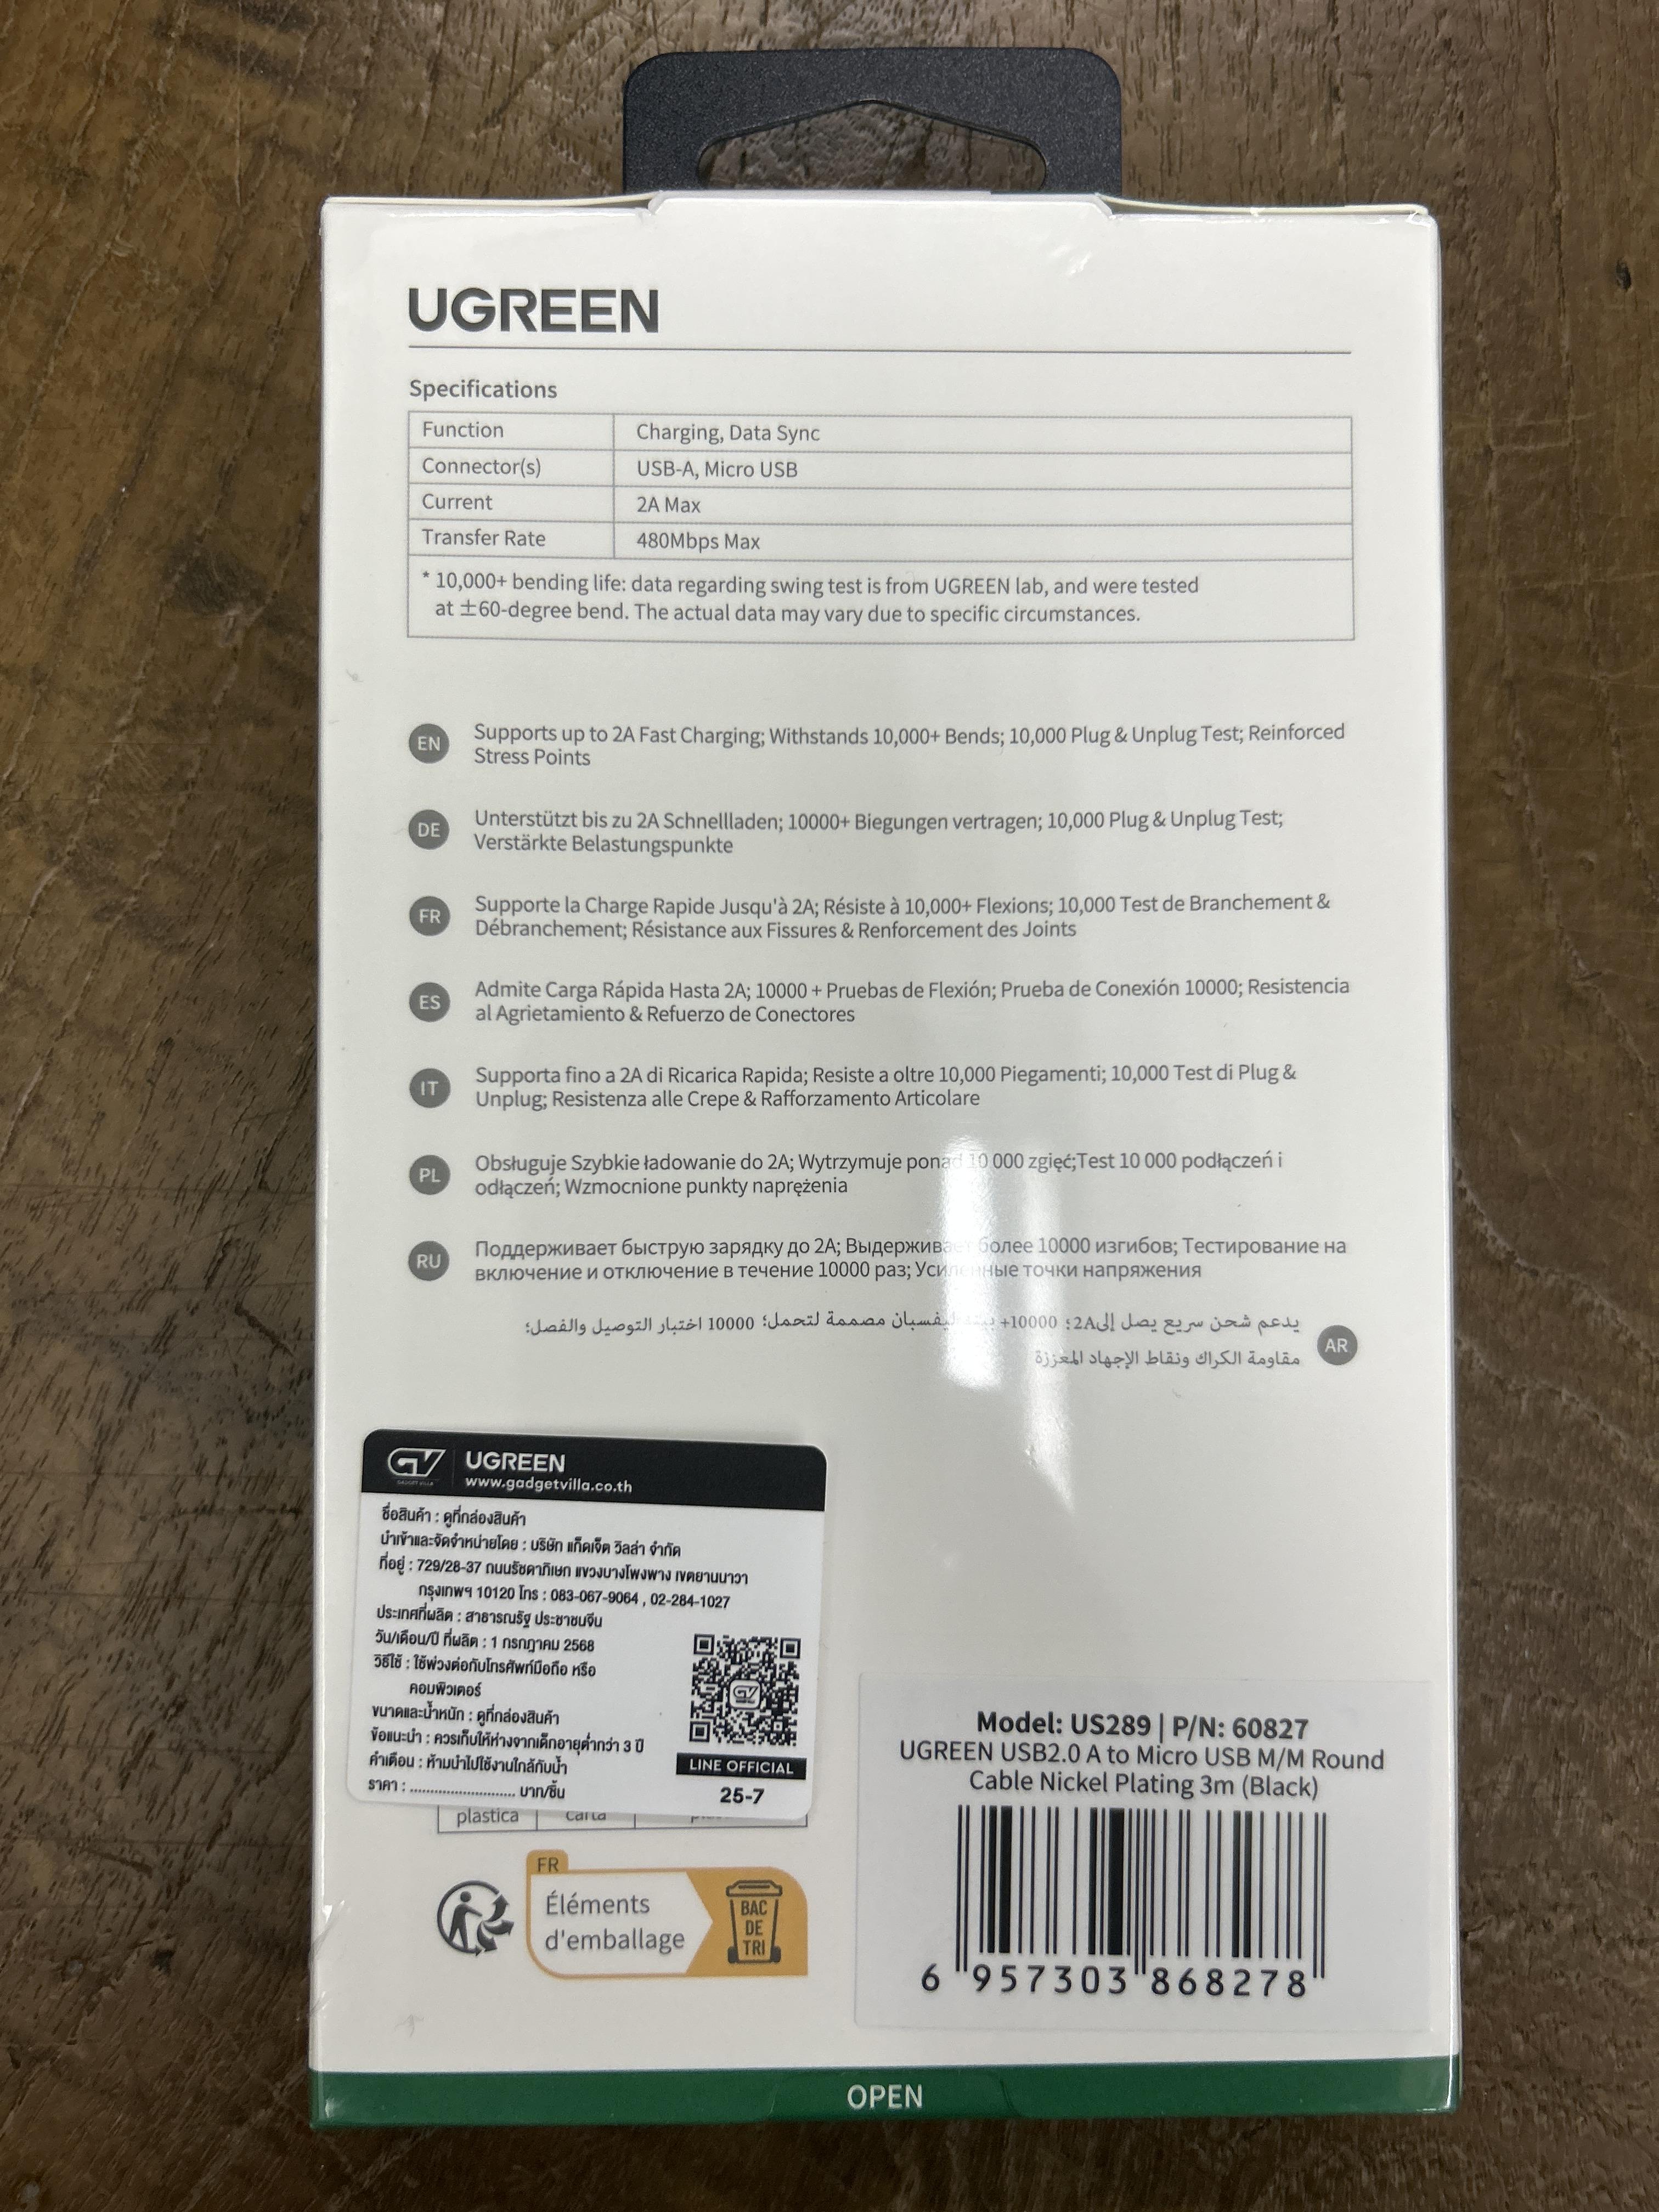 UGREEN
Specifications
Function Charging, Data Sync
Connector(s) USB-A, Micro USB
Current 2A Max
Transfer Rate 480Mbps Max
* 10,000+ bending life: data regarding swing test is from UGREEN lab, and were tested
at ±60-degree bend. The actual data may vary due to specific circumstances.
EN Supports up to 2A Fast Charging; Withstands 10,000+ Bends; 10,000 Plug & Unplug Test; Reinforced
Stress Points
DE Unterstützt bis zu 2A Schnellladen; 10000+ Biegungen vertragen; 10,000 Plug & Unplug Test;
Verstärkte Belastungspunkte
FR Supporte la Charge Rapide Jusqu'à 2A; Résiste à 10,000+ Flexions; 10,000 Test de Branchement &
Débranchement; Résistance aux Fissures & Renforcement des Joints
ES Admite Carga Rápida Hasta 2A; 10000 + Pruebas de Flexión; Prueba de Conexión 10000; Resistencia
al Agrietamiento & Refuerzo de Conectores
IT Supporta fino a 2A di Ricarica Rapida; Resiste a oltre 10,000 Piegamenti; 10,000 Test di Plug &
Unplug; Resistenza alle Crepe & Rafforzamento Articolare
PL Obsługuje Szybkie ładowanie do 2A; Wytrzymuje ponad 10 000 zgięć;Test 10 000 podłączeń i
odłączeń; Wzmocnione punkty naprężenia
RU Поддерживает быструю зарядку до 2A; Выдерживает более 10000 изгибов; Тестирование на
включение и отключение в течение 10000 раз; Усиленные точки напряжения
AR يدعم شحن سريع يصل إلى2A؛ 10000+ مصممة لتحمل؛ 10000 اختبار التوصيل والفصل؛
مقاومة الكراك ونقاط الإجهاد المعززة
GV GADGET VILLA UGREEN
www.gadgetvilla.co.th
ชื่อสินค้า : ดูที่กล่องสินค้า
นำเข้าและจัดจำหน่ายโดย : บริษัท แก็ดเจ็ต วิลล่า จำกัด
ที่อยู่ : 729/28-37 ถนนรัชดาภิเษก แขวงบางโพงพาง เขตยานนาวา
กรุงเทพฯ 10120 โทร : 083-067-9064 , 02-284-1027
ประเทศที่ผลิต : สาธารณรัฐ ประชาชนจีน
วัน/เดือน/ปี ที่ผลิต : 1 กรกฎาคม 2568
วิธีใช้ : ใช้พ่วงต่อกับโทรศัพท์มือถือ หรือ
คอมพิวเตอร์
ขนาดและน้ำหนัก : ดูที่กล่องสินค้า
ข้อแนะนำ : ควรเก็บให้ห่างจากเด็กอายุต่ำกว่า 3 ปี
คำเตือน : ห้ามนำไปใช้งานใกล้กับน้ำ
ราคา : ........................... บาท/ชิ้น
LINE OFFICIAL
25-7
plastica carta
FR
Éléments
d'emballage
BAC
DE
TRI
Model: US289 | P/N: 60827
UGREEN USB2.0 A to Micro USB M/M Round
Cable Nickel Plating 3m (Black)
6 957303 868278
OPEN